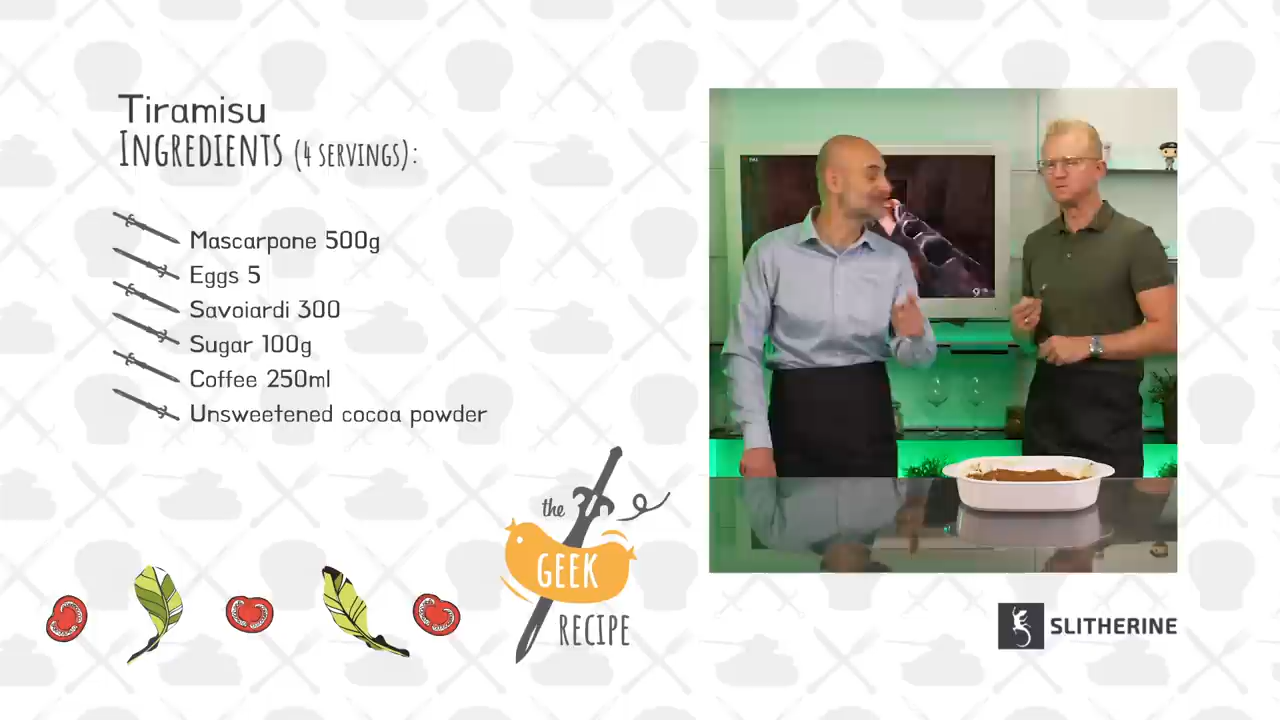 Tiramisu
INGREDIENTS (4 SERVINGS):
Mascarpone 500g
Eggs 5
Savoiardi 300
Sugar 100g
Coffee 250ml
Unsweetened cocoa powder
the
GEEK
RECIPE
SLITHERINE